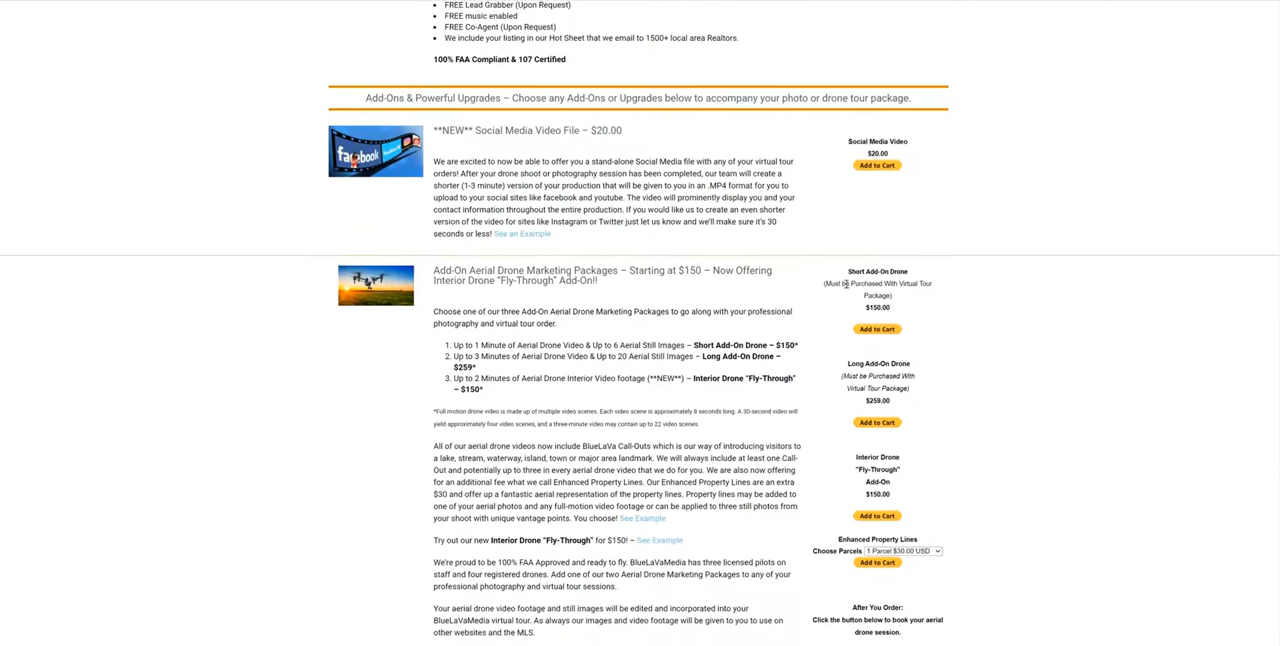 FREE Lead Grabber (Upon Request)
FREE music enabled
FREE Co-Agent (Upon Request)
We include your listing in our Hot Sheet that we email to 1500+ local area Realtors.
100% FAA Compliant & 107 Certified
Add-Ons & Powerful Upgrades – Choose any Add-Ons or Upgrades below to accompany your photo or drone tour package.
facebook
**NEW** Social Media Video File – $20.00
We are excited to now be able to offer you a stand-alone Social Media file with any of your virtual tour
orders! After your drone shoot or photography session has been completed, our team will create a
shorter (1-3 minute) version of your production that will be given to you in an .MP4 format for you to
upload to your social sites like facebook and youtube. The video will prominently display you and your
contact information throughout the entire production. If you would like us to create an even shorter
version of the video for sites like Instagram or Twitter just let us know and we'll make sure it's 30
seconds or less! See an Example
Social Media Video
$20.00
Add to Cart
Add-On Aerial Drone Marketing Packages – Starting at $150 – Now Offering
Interior Drone "Fly-Through" Add-On!!
Choose one of our three Add-On Aerial Drone Marketing Packages to go along with your professional
photography and virtual tour order.
1. Up to 1 Minute of Aerial Drone Video & Up to 6 Aerial Still Images – Short Add-On Drone – $150*
2. Up to 3 Minutes of Aerial Drone Video & Up to 20 Aerial Still Images – Long Add-On Drone –
$259*
3. Up to 2 Minutes of Aerial Drone Interior Video footage (**NEW**) – Interior Drone "Fly-Through"
– $150*
*Full motion drone video is made up of multiple video scenes. Each video scene is approximately 8 seconds long. A 30-second video will
yield approximately four video scenes, and a three-minute video may contain up to 22 video scenes.
All of our aerial drone videos now include BlueLaVa Call-Outs which is our way of introducing visitors to
a lake, stream, waterway, island, town or major area landmark. We will always include at least one Call-
Out and potentially up to three in every aerial drone video that we do for you. We are also now offering
for an additional fee what we call Enhanced Property Lines. Our Enhanced Property Lines are an extra
$30 and offer up a fantastic aerial representation of the property lines. Property lines may be added to
one of your aerial photos and any full-motion video footage or can be applied to three still photos from
your shoot with unique vantage points. You choose! See Example
Try out our new Interior Drone "Fly-Through" for $150! – See Example
We're proud to be 100% FAA Approved and ready to fly. BlueLaVaMedia has three licensed pilots on
staff and four registered drones. Add one of our two Aerial Drone Marketing Packages to any of your
professional photography and virtual tour sessions.
Your aerial drone video footage and still images will be edited and incorporated into your
BlueLaVaMedia virtual tour. As always our images and video footage will be given to you to use on
other websites and the MLS.
Short Add-On Drone
(Must be Purchased With Virtual Tour
Package)
$150.00
Add to Cart
Long Add-On Drone
(Must be Purchased With
Virtual Tour Package)
$259.00
Add to Cart
Interior Drone
"Fly-Through"
Add-On
$150.00
Add to Cart
Enhanced Property Lines
Choose Parcels 1 Parcel $30.00 USD
Add to Cart
After You Order:
Click the button below to book your aerial
drone session.